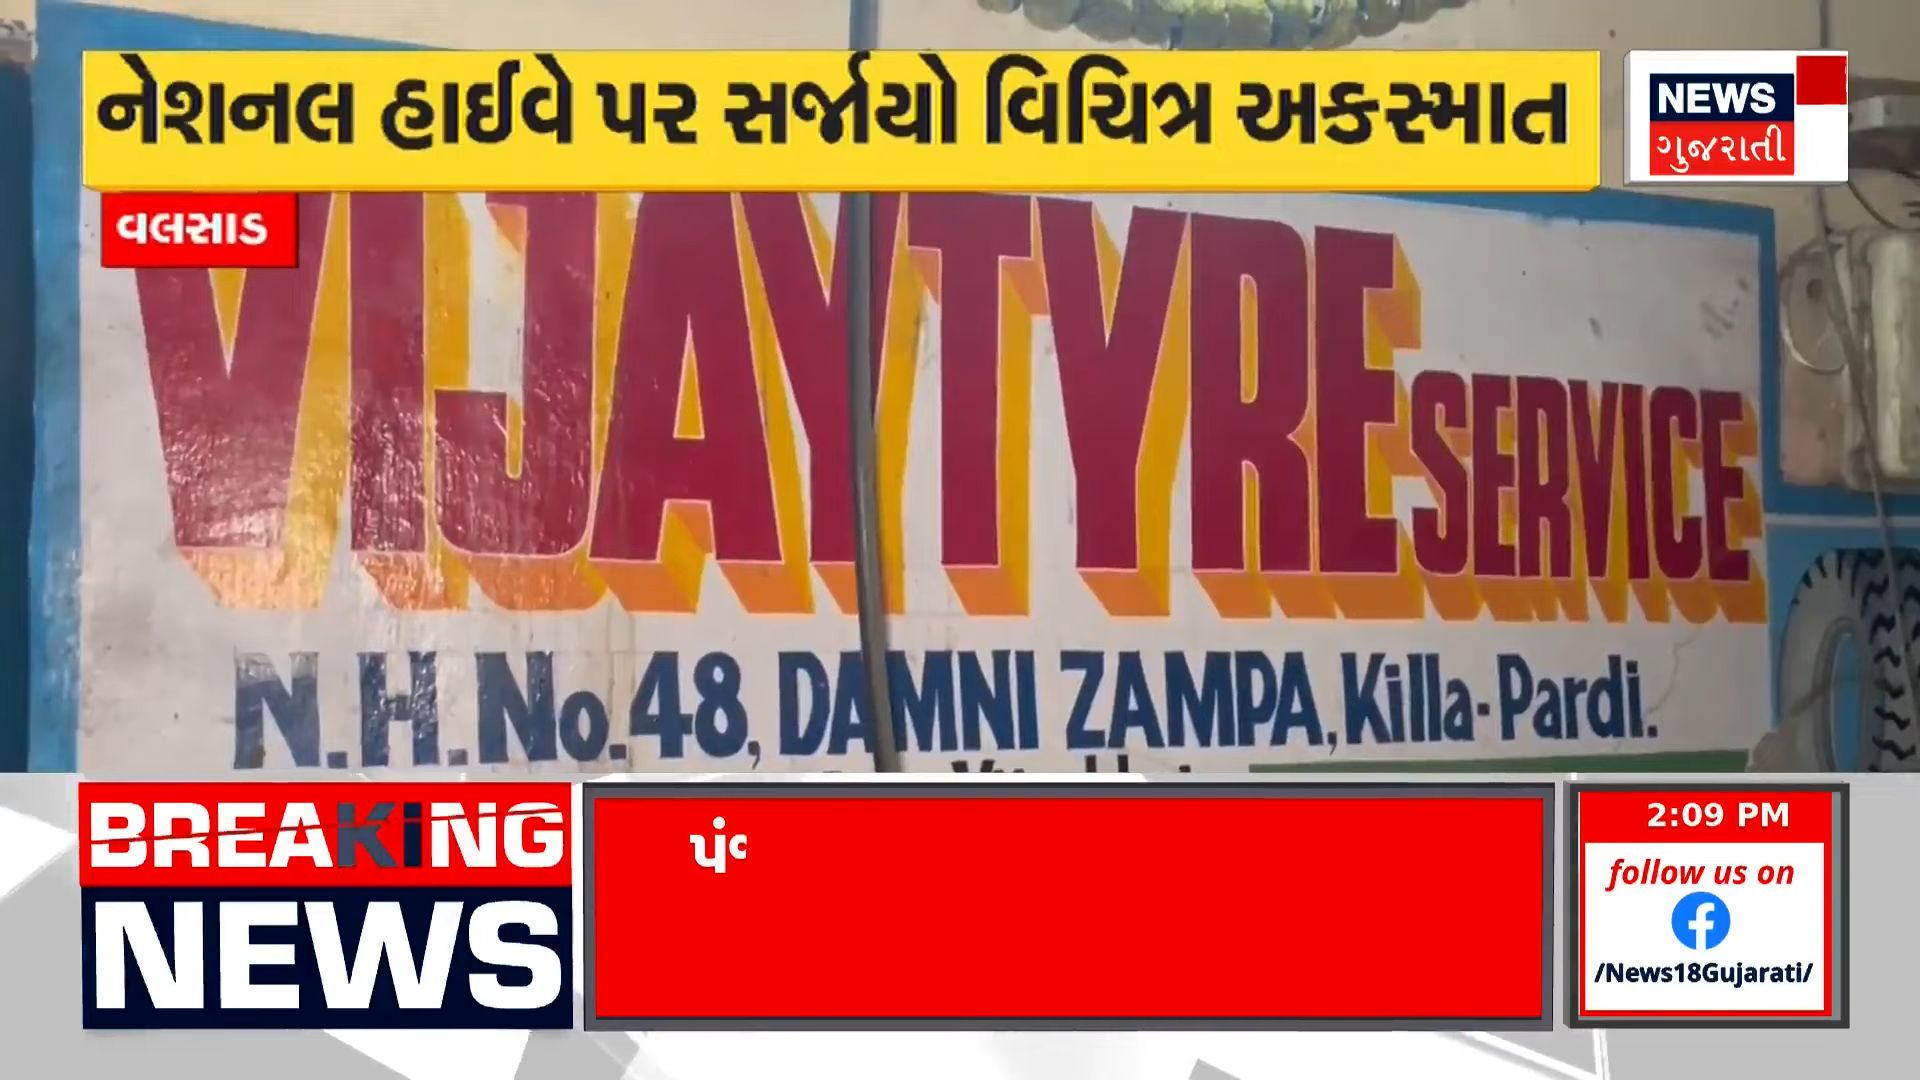 નેશનલ હાઈવે પર સર્જાયો વિચિત્ર અકસ્માત
NEWS
ગુજરાતી
વલસાડ
VIJAY TYRE SERVICE
N.H. No. 48, DAMNI ZAMPA, Killa-Pardi.
BREAKiNG
NEWS
2:09 PM
follow us on
/News18Gujarati/